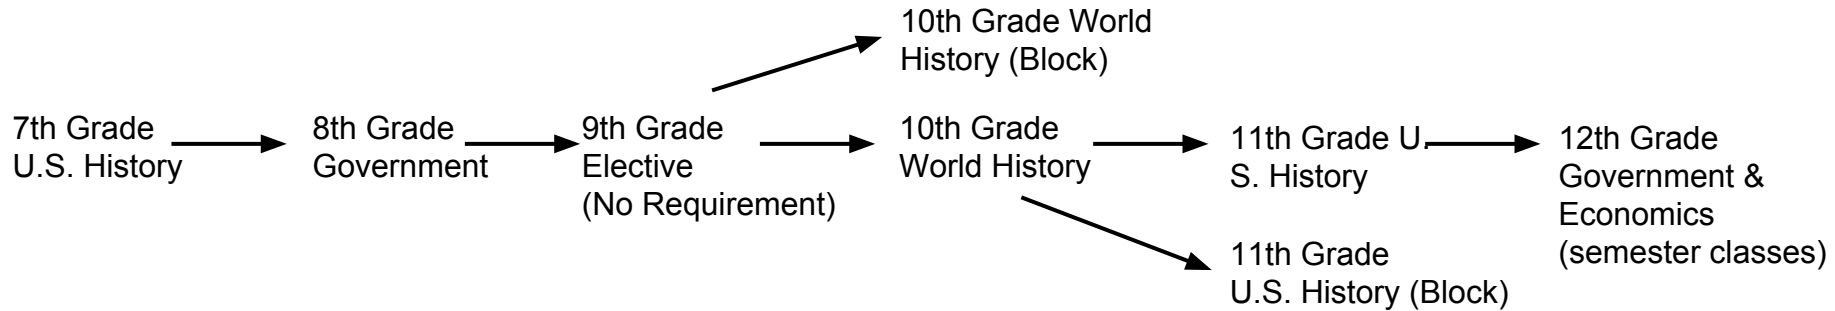 10th Grade World
History (Block)
7th Grade
U.S. History
8th Grade
Government
9th Grade
Elective
(No Requirement)
10th Grade
World History
11th Grade U.
S. History
12th Grade
Government &
Economics
(semester classes)
11th Grade
U.S. History (Block)